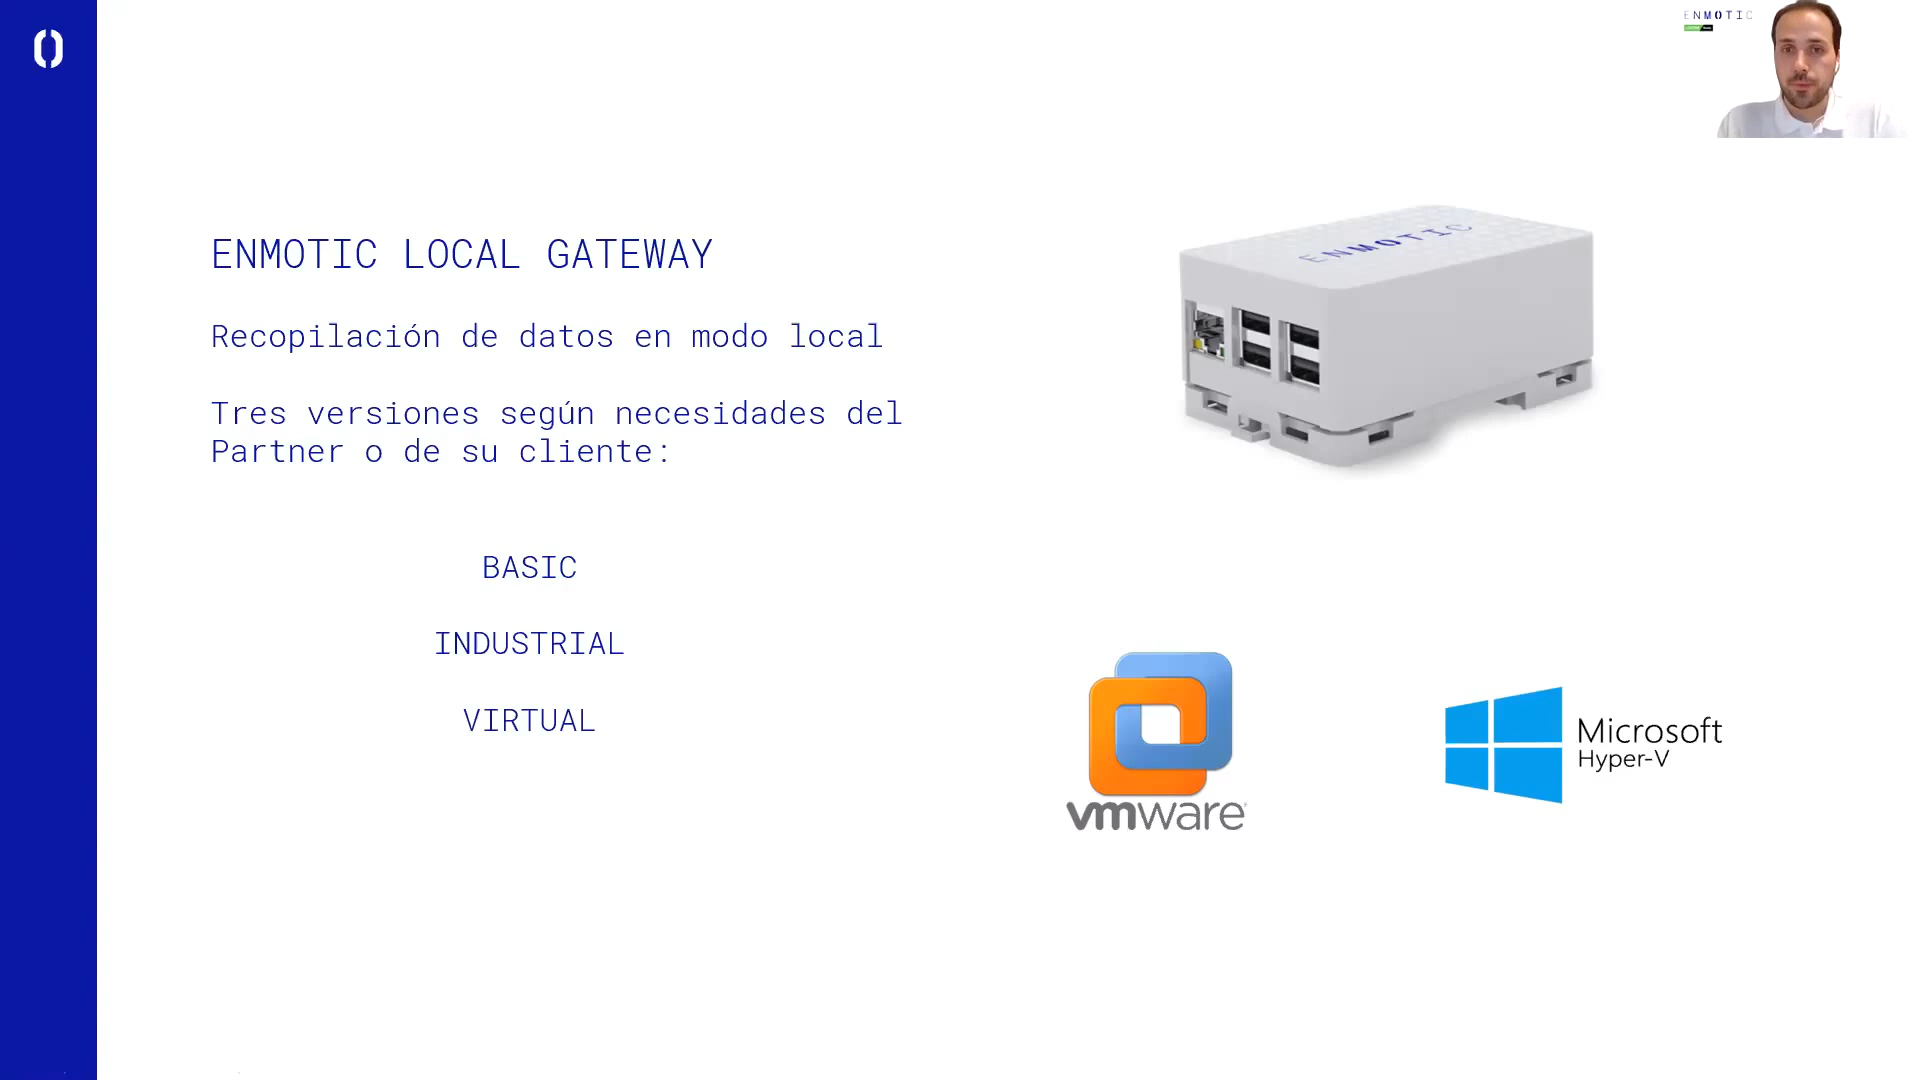 ENMOTIC
ENMOTIC LOCAL GATEWAY
ENMOTIC
Recopilación de datos en modo local
Tres versiones según necesidades del
Partner o de su cliente:
BASIC
INDUSTRIAL
VIRTUAL
vmware
Microsoft
Hyper-V